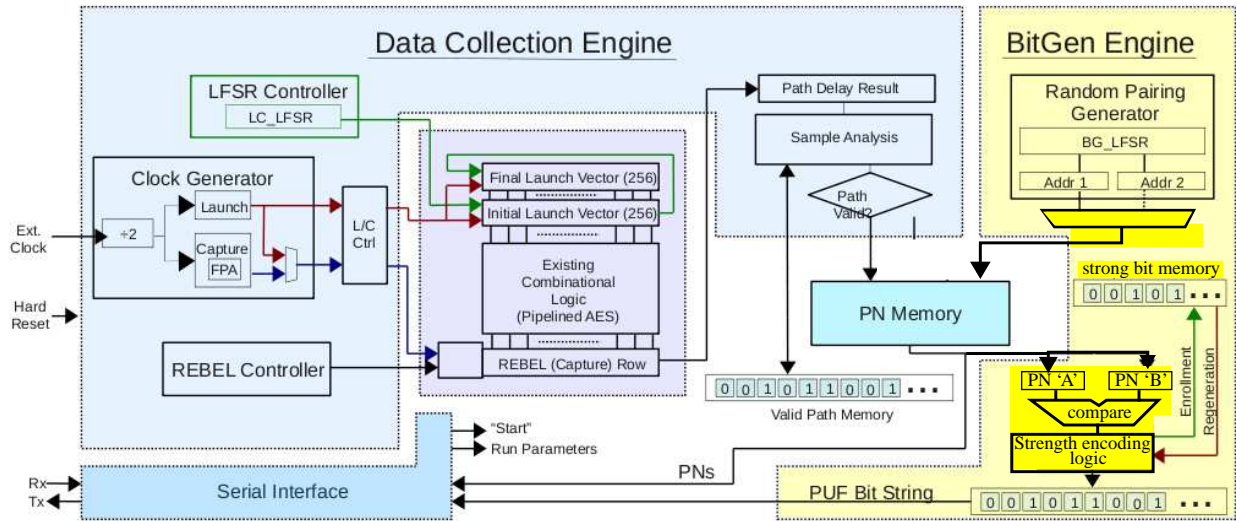 Data Collection Engine
BitGen Engine
LFSR Controller
LC_LFSR
Path Delay Result
Sample Analysis
Path
Valid?
Random Pairing
Generator
BG_LFSR
Addr 1
Addr 2
Clock Generator
Launch
÷2
Capture
FPA
Ext.
Clock
L/C
Ctrl
Final Launch Vector (256)
Initial Launch Vector (256)
Existing
Combinational
Logic
(Pipelined AES)
REBEL (Capture) Row
Hard
Reset
REBEL Controller
PN Memory
strong bit memory
0 0 1 0 1 ...
0 0 1 0 1 1 0 0 1 ...
Valid Path Memory
PN ‘A’
PN ‘B’
compare
Strength encoding
logic
Enrollment
Regeneration
"Start"
Run Parameters
Rx
Tx
Serial Interface
PNs
PUF Bit String
0 0 1 0 1 1 0 0 1 ...